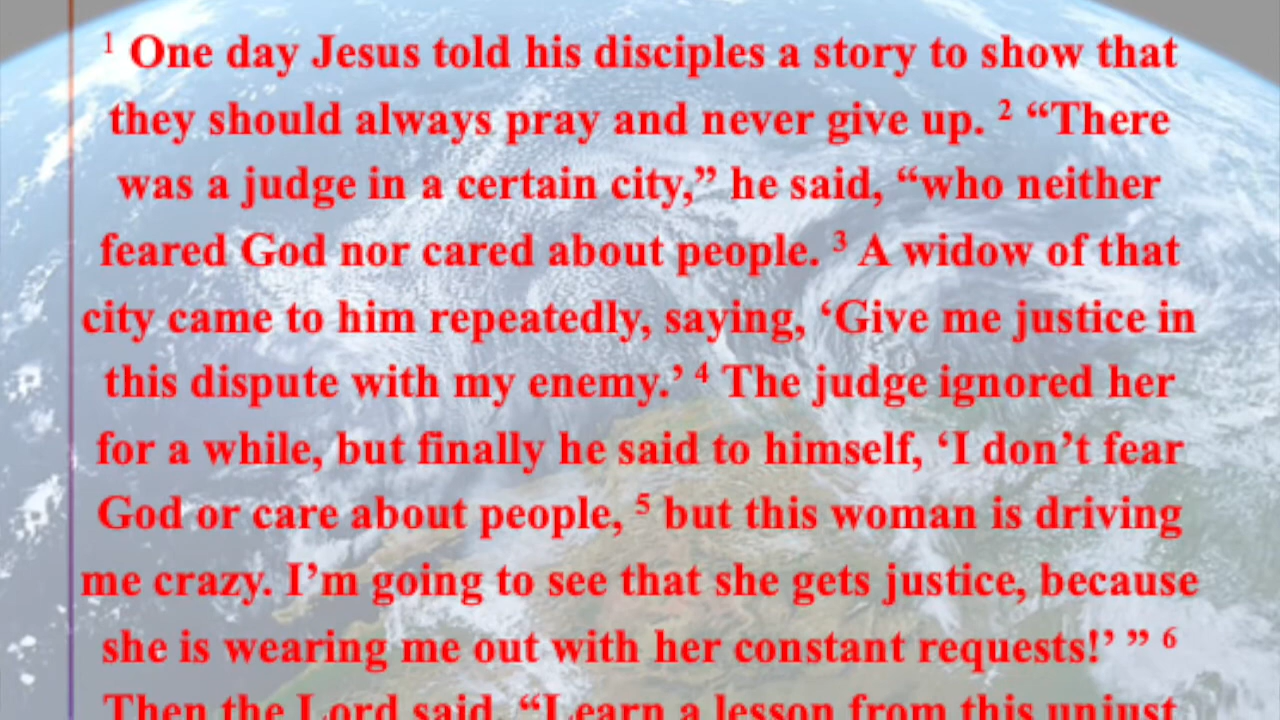 ¹ One day Jesus told his disciples a story to show that
they should always pray and never give up. ² “There
was a judge in a certain city,” he said, “who neither
feared God nor cared about people. ³ A widow of that
city came to him repeatedly, saying, ‘Give me justice in
this dispute with my enemy.’ ⁴ The judge ignored her
for a while, but finally he said to himself, ‘I don’t fear
God or care about people, ⁵ but this woman is driving
me crazy. I’m going to see that she gets justice, because
she is wearing me out with her constant requests!’ ” ⁶
Then the Lord said, “Learn a lesson from this unjust